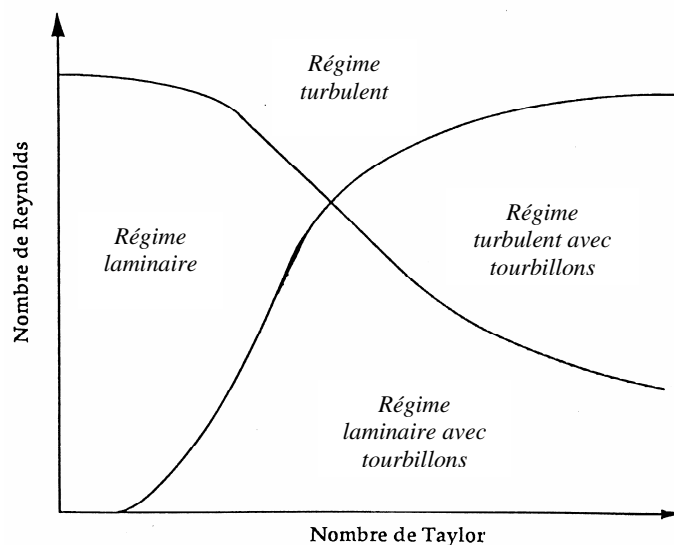 Régime
turbulent
Nombre de Reynolds
Régime
laminaire
Régime
turbulent avec
tourbillons
Régime
laminaire avec
tourbillons
Nombre de Taylor